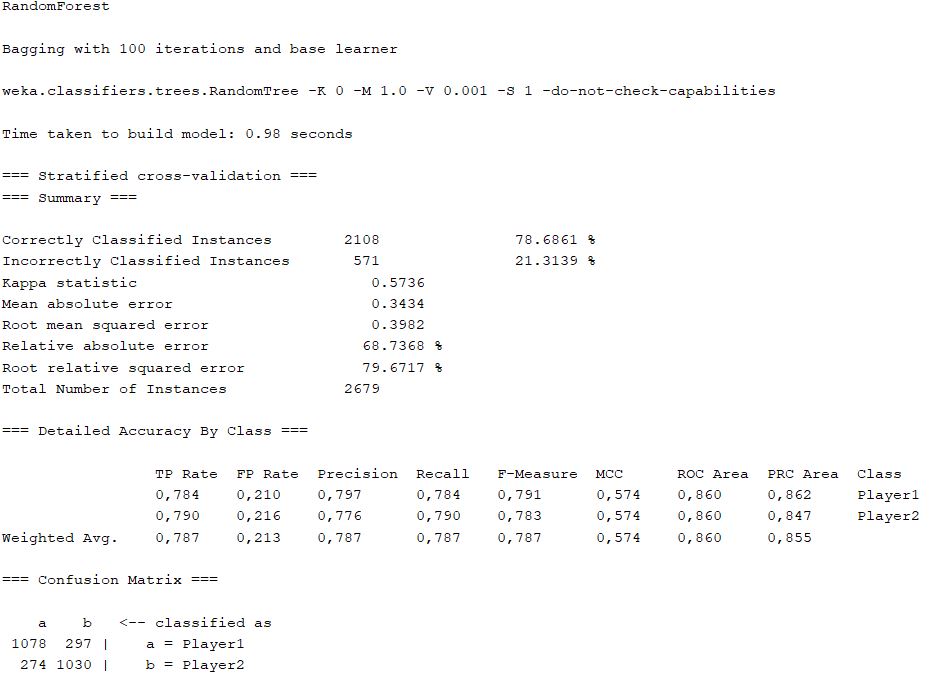 RandomForest
Bagging with 100 iterations and base learner
weka.classifiers.trees.RandomTree -K 0 -M 1.0 -V 0.001 -S 1 -do-not-check-capabilities
Time taken to build model: 0.98 seconds
=== Stratified cross-validation ===
=== Summary ===
Correctly Classified Instances 2108 78.6861 %
Incorrectly Classified Instances 571 21.3139 %
Kappa statistic 0.5736
Mean absolute error 0.3434
Root mean squared error 0.3982
Relative absolute error 68.7368 %
Root relative squared error 79.6717 %
Total Number of Instances 2679
=== Detailed Accuracy By Class ===
TP Rate FP Rate Precision Recall F-Measure MCC ROC Area PRC Area Class
0,784 0,210 0,797 0,784 0,791 0,574 0,860 0,862 Player1
0,790 0,216 0,776 0,790 0,783 0,574 0,860 0,847 Player2
Weighted Avg. 0,787 0,213 0,787 0,787 0,787 0,574 0,860 0,855
=== Confusion Matrix ===
a b <-- classified as
1078 297 | a = Player1
274 1030 | b = Player2